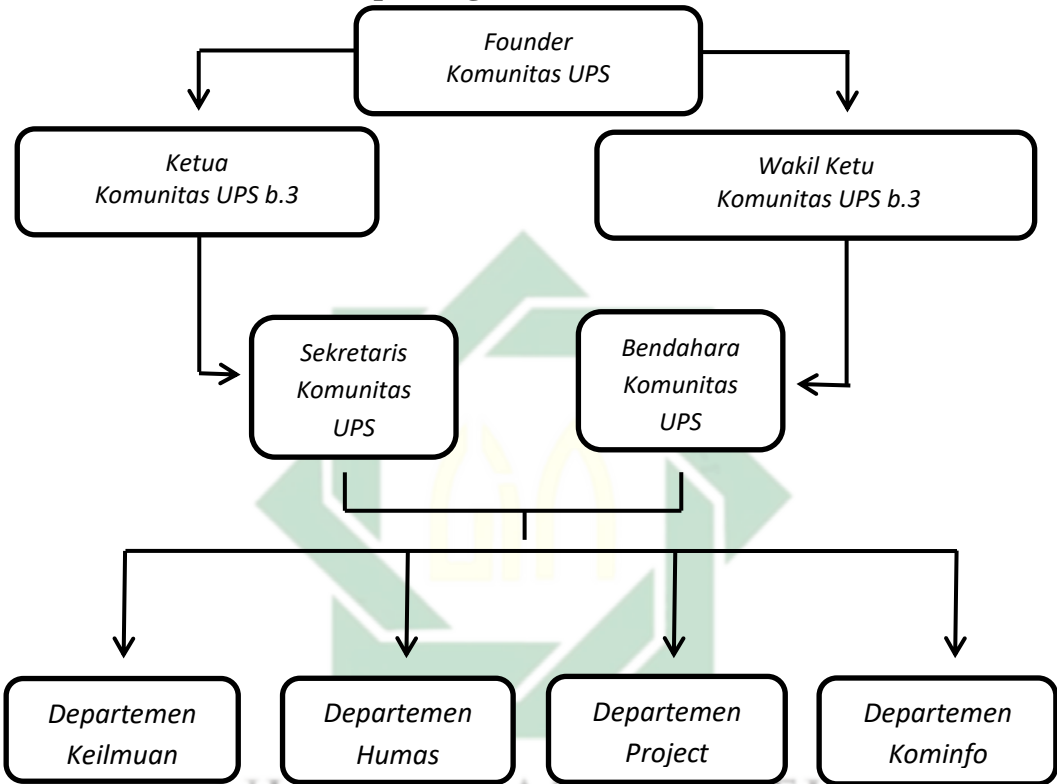 Founder
Komunitas UPS
Ketua
Komunitas UPS b.3
Wakil Ketu
Komunitas UPS b.3
Sekretaris
Komunitas
UPS
Bendahara
Komunitas
UPS
Departemen
Keilmuan
Departemen
Humas
Departemen
Project
Departemen
Kominfo